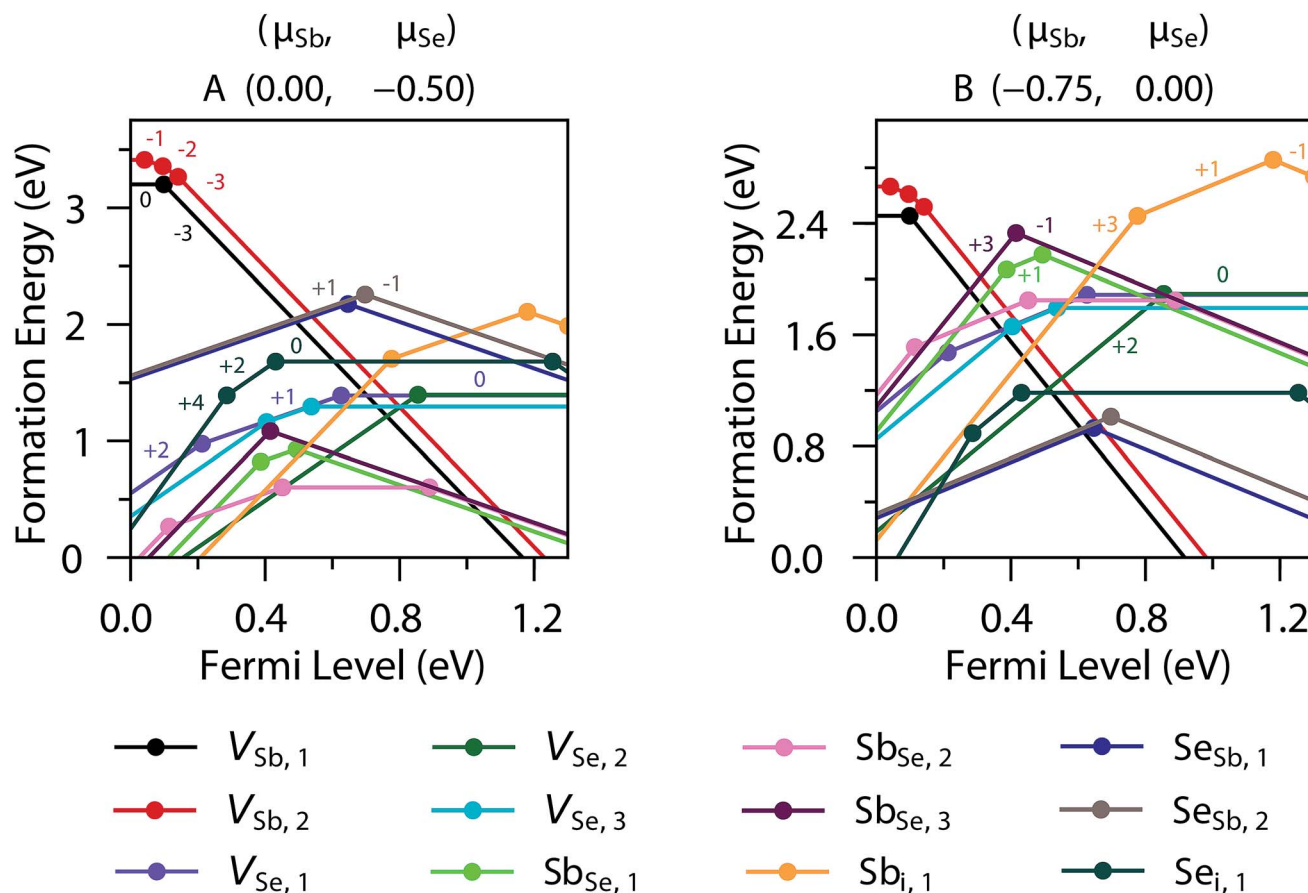 (μSb, μSe)
A (0.00, −0.50)
Formation Energy (eV)
3
2
1
0
-1
-2
-3
0
-3
+1
-1
+2
0
+4
+1
0
+2
0.0 0.4 0.8 1.2
Fermi Level (eV)
(μSb, μSe)
B (−0.75, 0.00)
Formation Energy (eV)
2.4
1.6
0.8
0.0
+1
-1
+3
+3
-1
+1
0
+2
0.0 0.4 0.8 1.2
Fermi Level (eV)
VSb, 1 VSe, 2 SbSe, 2 SeSb, 1
VSb, 2 VSe, 3 SbSe, 3 SeSb, 2
VSe, 1 SbSe, 1 Sbi, 1 Sei, 1